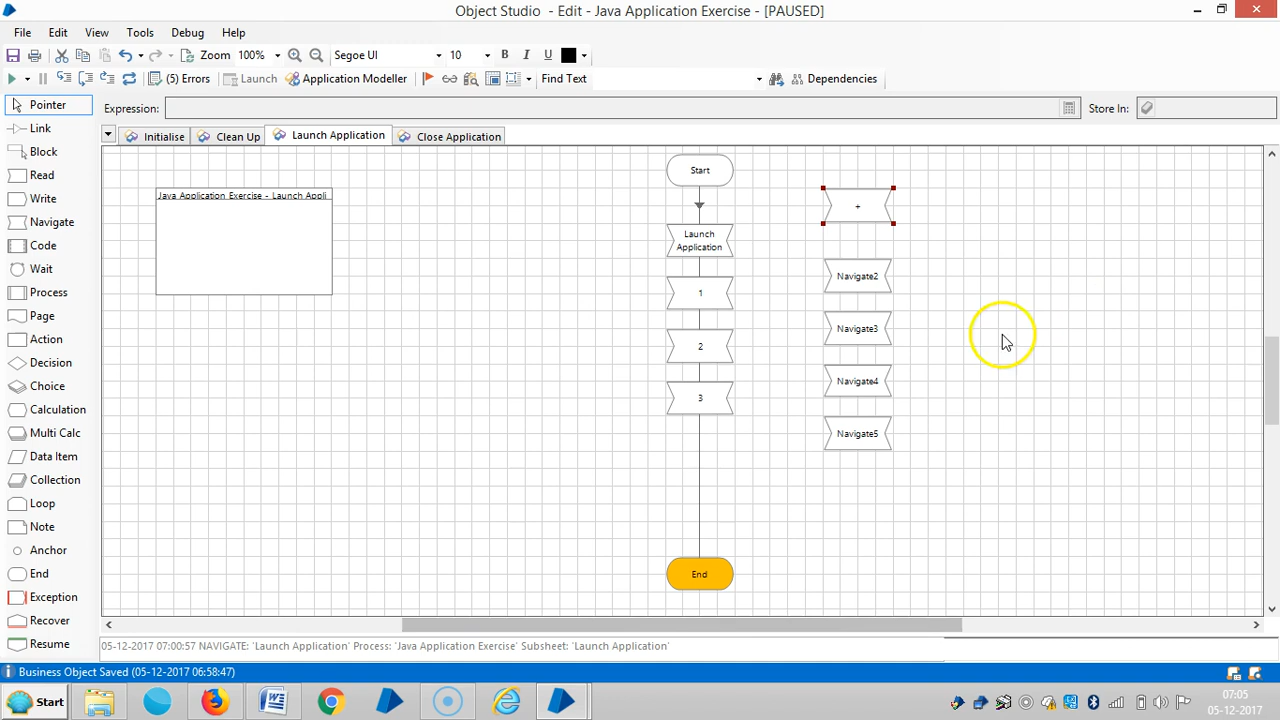 Object Studio - Edit - Java Application Exercise - [PAUSED]
File Edit View Tools Debug Help
Zoom 100% Segoe UI 10 B I U
(5) Errors Launch Application Modeller Find Text Dependencies
Pointer Expression: Store In:
Link
Initialise Clean Up Launch Application Close Application
Block
Read
Write
Navigate
Code
Wait
Process
Page
Action
Decision
Choice
Calculation
Multi Calc
Data Item
Collection
Loop
Note
Anchor
End
Exception
Recover
Resume
Java Application Exercise - Launch Appli
Start
Launch
Application
1
2
3
End
+
Navigate2
Navigate3
Navigate4
Navigate5
05-12-2017 07:00:57 NAVIGATE: 'Launch Application' Process: 'Java Application Exercise' Subsheet: 'Launch Application'
Business Object Saved (05-12-2017 06:58:47)
Start
07:05
05-12-2017